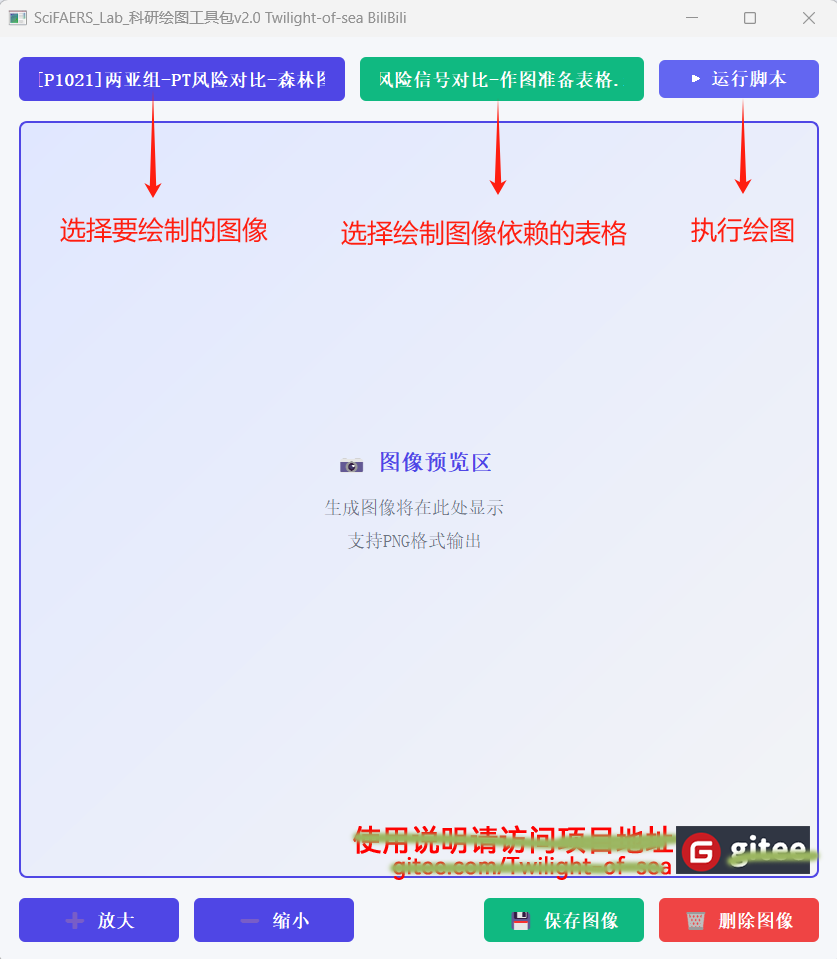 SciFAERS_Lab_科研绘图工具包v2.0 Twilight-of-sea BiliBili
[P1021]两亚组-PT风险对比-森林图
风险信号对比-作图准备表格.
运行脚本
选择要绘制的图像
选择绘制图像依赖的表格
执行绘图
图像预览区
生成图像将在此处显示
支持PNG格式输出
使用说明请访问项目地址
gitee.com/Twilight-of-sea
G gitee
放大
缩小
保存图像
删除图像